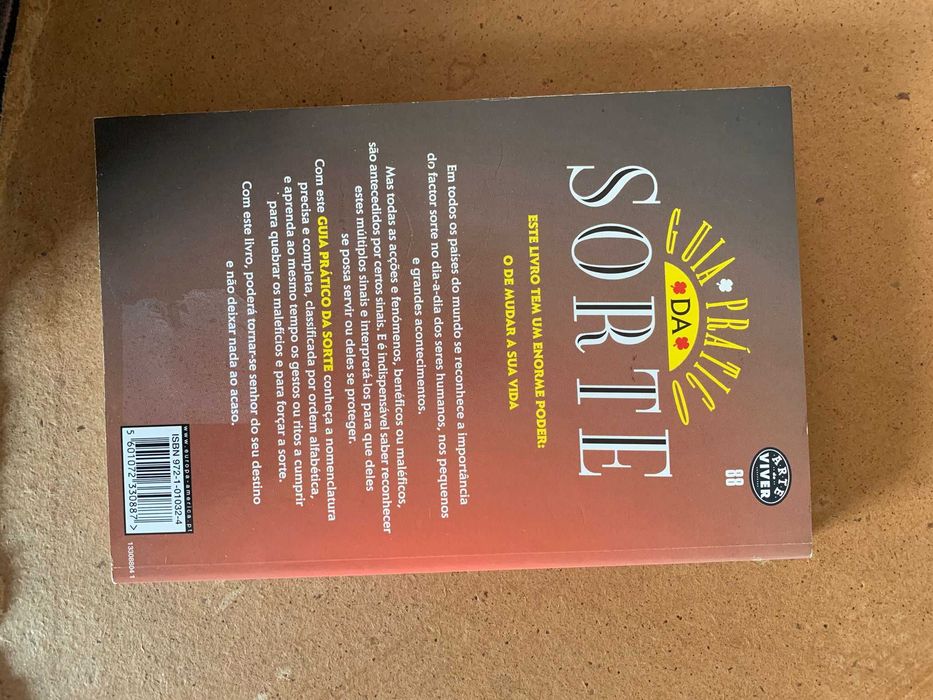 ARTE
DE
VIVER
88
GUIA PRÁTICO
DA
SORTE
ESTE LIVRO TEM UM ENORME PODER:
O DE MUDAR A SUA VIDA
Em todos os países do mundo se reconhece a importância
do factor sorte no dia-a-dia dos seres humanos, nos pequenos
e grandes acontecimentos.
Mas todas as acções e fenómenos, benéficos ou maléficos,
são antecedidos por certos sinais. E é indispensável saber reconhecer
estes múltiplos sinais e interpretá-los para que deles
se possa servir ou deles se proteger.
Com este GUIA PRÁTICO DA SORTE conheça a nomenclatura
precisa e completa, classificada por ordem alfabética,
e aprenda ao mesmo tempo os gestos ou ritos a cumprir
para quebrar os malefícios e para forçar a sorte.
Com este livro, poderá tornar-se senhor do seu destino
e não deixar nada ao acaso.
www.europa-america.pt
ISBN 972-1-01032-4
5 601072 330887 >
133088041